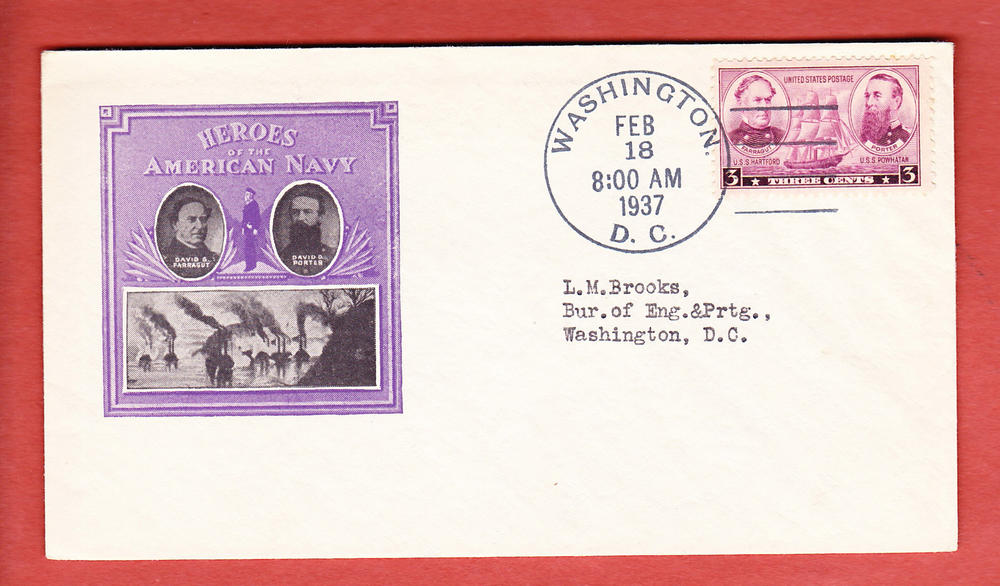 HEROES
OF THE
AMERICAN NAVY
DAVID G.
FARRAGUT
DAVID D.
PORTER
WASHINGTON.
FEB
18
8:00 AM
1937
D. C.
UNITED STATES POSTAGE
FARRAGUT
PORTER
U.S.S. HARTFORD
U.S.S. POWHATAN
3 ★ THREE CENTS ★ 3
L.M.Brooks,
Bur.of Eng.&Prtg.,
Washington, D.C.